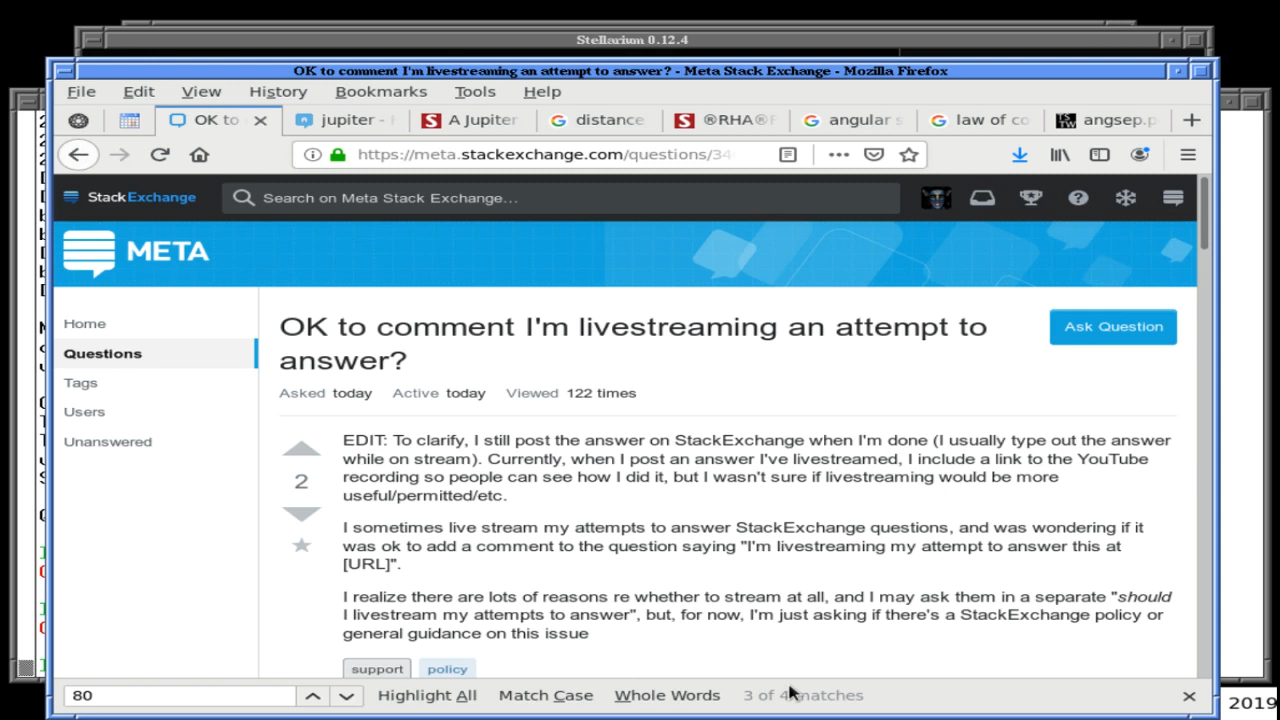 Stellarium 0.12.4
OK to comment I'm livestreaming an attempt to answer? - Meta Stack Exchange - Mozilla Firefox
File Edit View History Bookmarks Tools Help
OK to jupiter - A Jupiter distance ®RHA® angular s law of co angsep.p
https://meta.stackexchange.com/questions/34
StackExchange Search on Meta Stack Exchange...
META
Home
Questions
Tags
Users
Unanswered
OK to comment I'm livestreaming an attempt to
answer?
Ask Question
Asked today Active today Viewed 122 times
2
EDIT: To clarify, I still post the answer on StackExchange when I'm done (I usually type out the answer
while on stream). Currently, when I post an answer I've livestreamed, I include a link to the YouTube
recording so people can see how I did it, but I wasn't sure if livestreaming would be more
useful/permitted/etc.
I sometimes live stream my attempts to answer StackExchange questions, and was wondering if it
was ok to add a comment to the question saying "I'm livestreaming my attempt to answer this at
[URL]".
I realize there are lots of reasons re whether to stream at all, and I may ask them in a separate "should
I livestream my attempts to answer", but, for now, I'm just asking if there's a StackExchange policy or
general guidance on this issue
support policy
80 Highlight All Match Case Whole Words 3 of 4 matches
2019